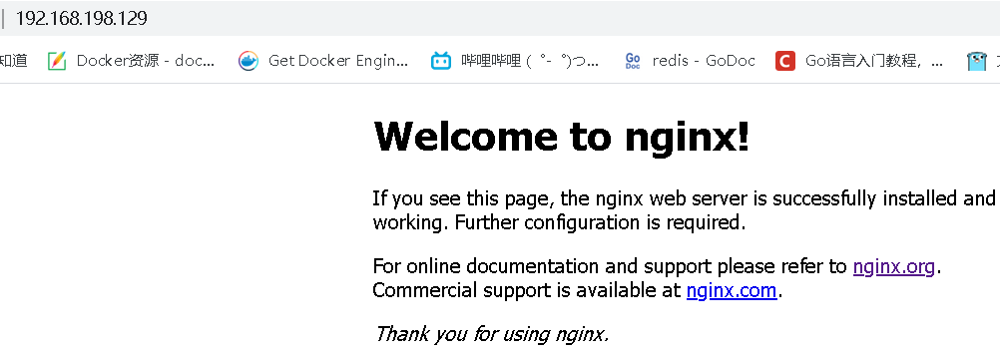 192.168.198.129
知道 Docker资源 - doc... Get Docker Engin... 哔哩哔哩 ( ゜- ゜)つ... Go Doc redis - GoDoc C Go语言入门教程，...
Welcome to nginx!
If you see this page, the nginx web server is successfully installed and
working. Further configuration is required.
For online documentation and support please refer to nginx.org.
Commercial support is available at nginx.com.
Thank you for using nginx.